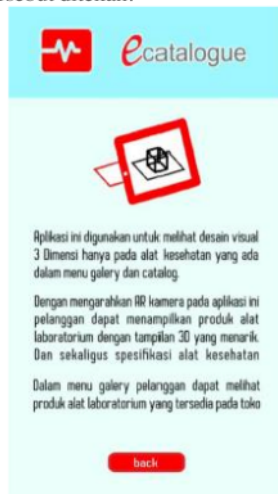 ecatalogue
Aplikasi ini digunakan untuk melihat desain visual
3 Dimensi hanya pada alat kesehatan yang ada
dalam menu galery dan catalog.
Dengan mengarahkan AR kamera pada aplikasi ini
pelanggan dapat menampilkan produk alat
laboratorium dengan tampilan 3D yang menarik.
Dan sekaligus spesifikasi alat kesehatan
Dalam menu galery pelanggan dapat melihat
produk alat laboratorium yang tersedia pada toko
back